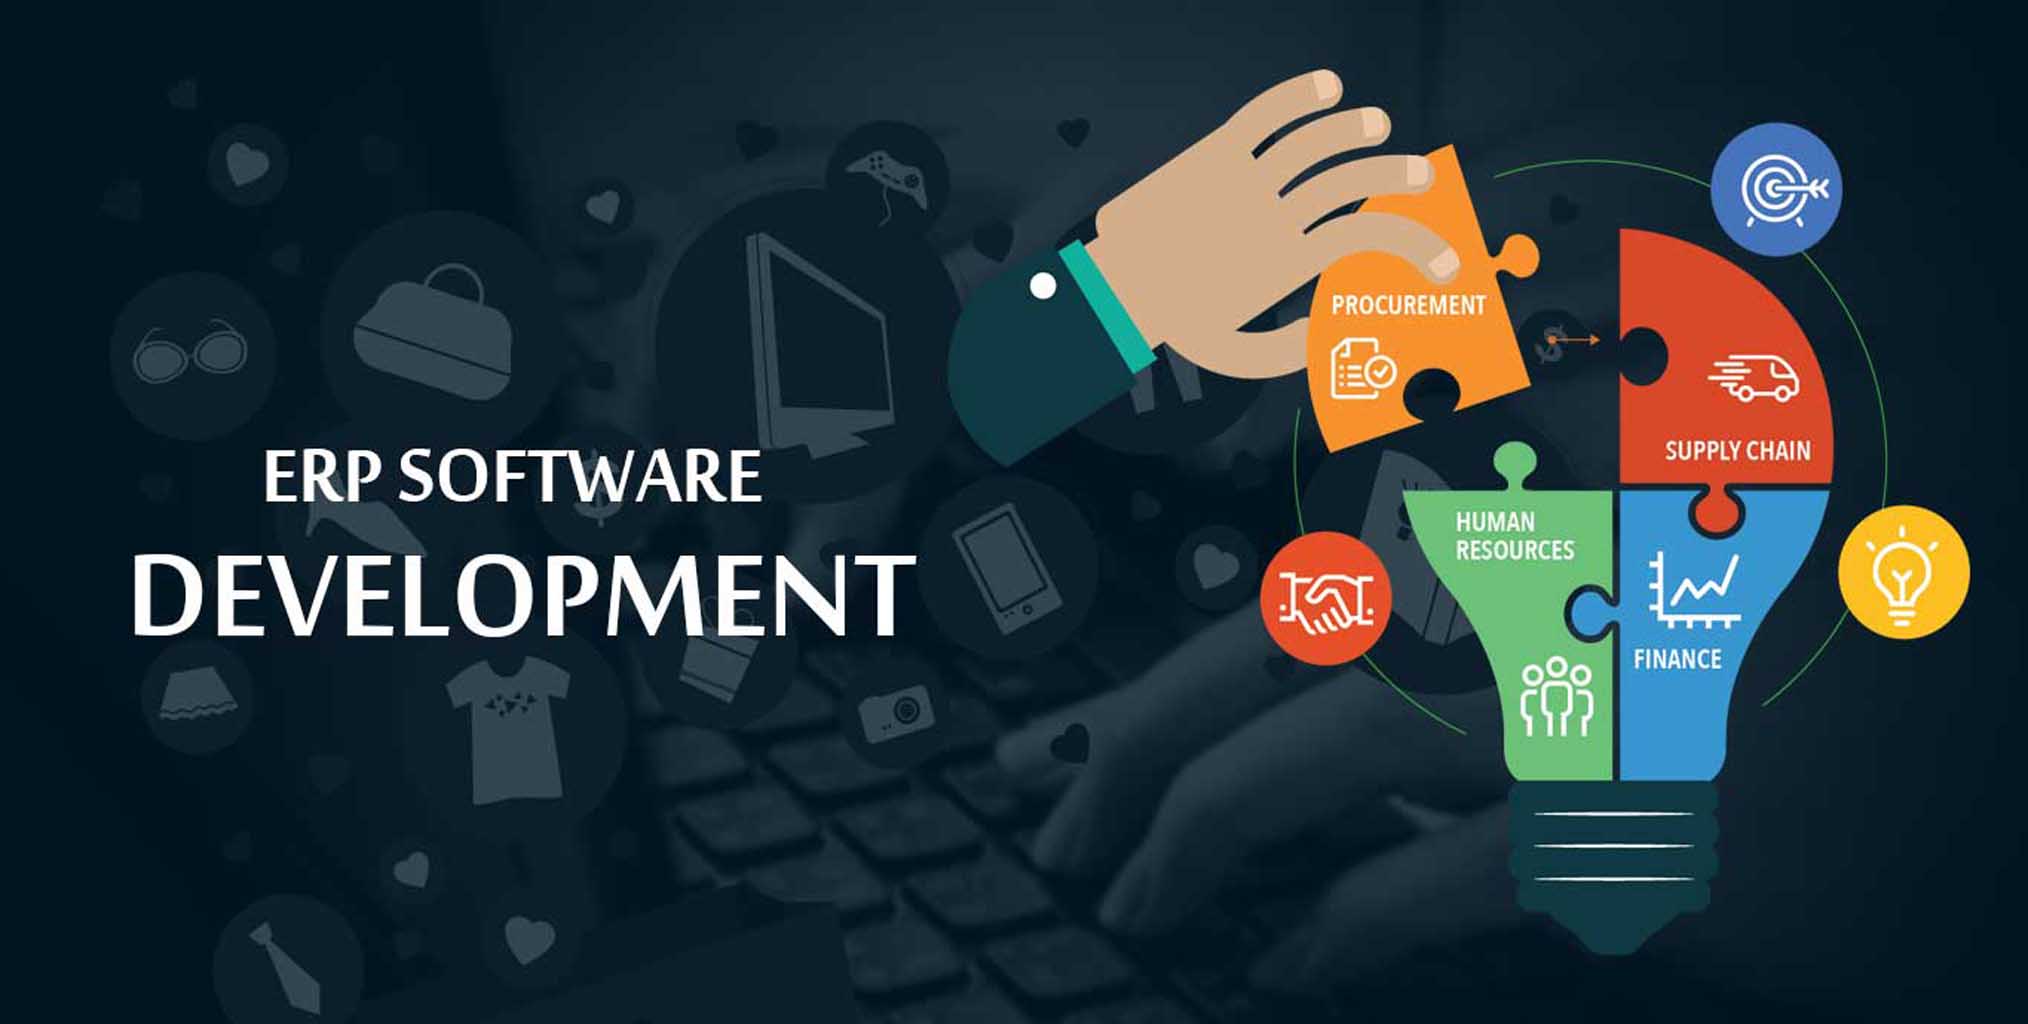 ERP SOFTWARE
DEVELOPMENT
PROCUREMENT
SUPPLY CHAIN
HUMAN
RESOURCES
FINANCE